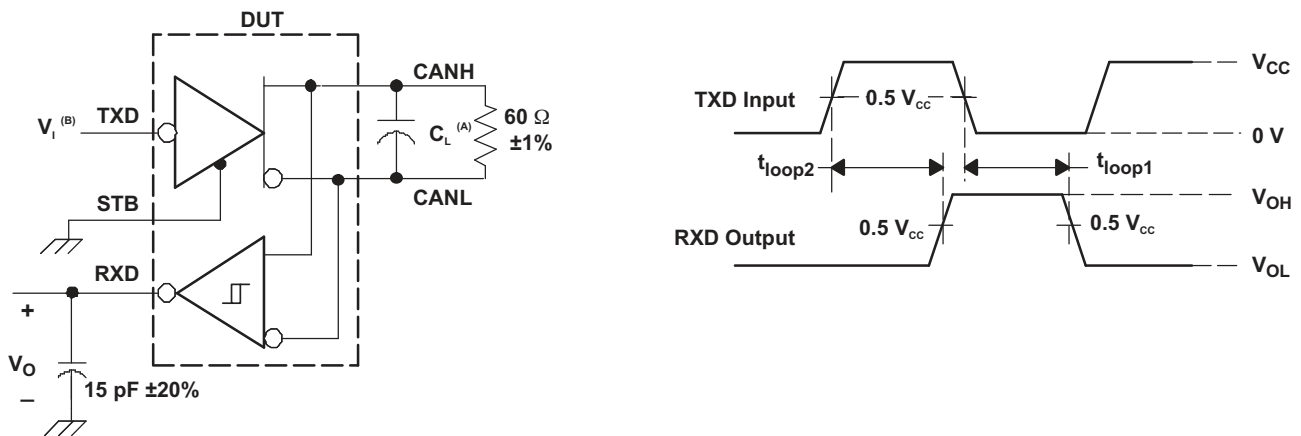 DUT
CANH
TXD
V_I (B)
C_L (A)
60 Ω
±1%
CANL
STB
RXD
+
V_O
–
15 pF ±20%
V_CC
TXD Input
0.5 V_CC
0 V
t_loop2
t_loop1
V_OH
RXD Output
0.5 V_CC
0.5 V_CC
V_OL